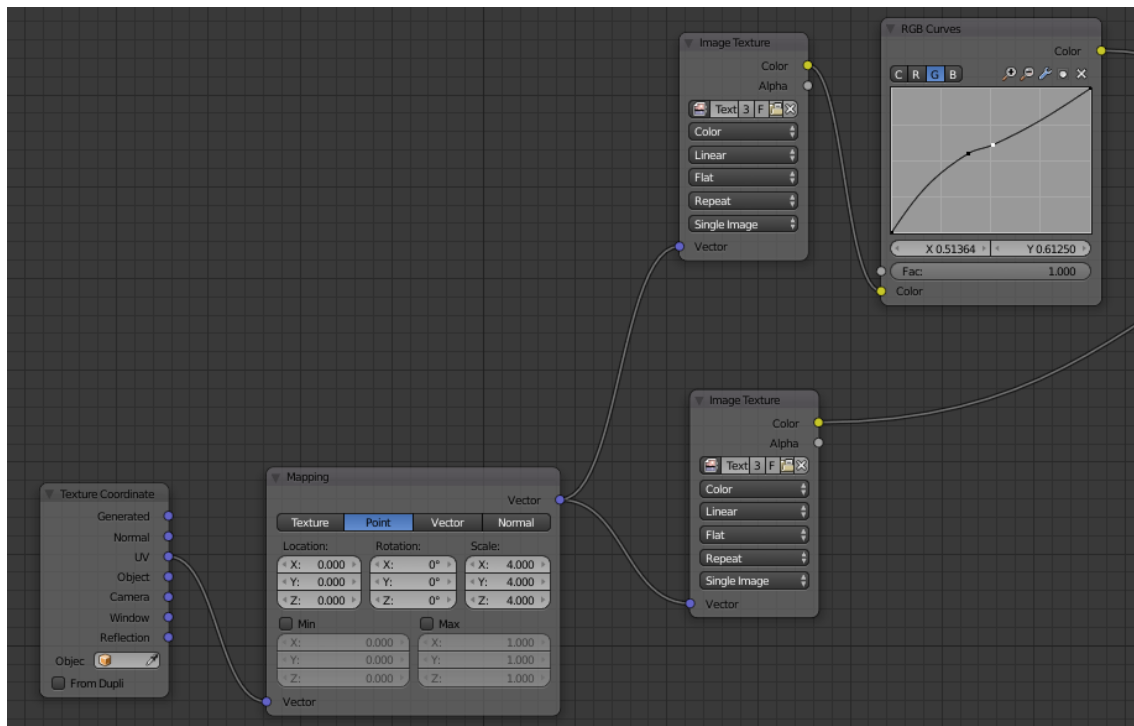 Texture Coordinate
Generated
Normal
UV
Object
Camera
Window
Reflection
Objec
From Dupli
Mapping
Vector
Texture Point Vector Normal
Location: Rotation: Scale:
X: 0.000 X: 0° X: 4.000
Y: 0.000 Y: 0° Y: 4.000
Z: 0.000 Z: 0° Z: 4.000
Min Max
X: 0.000 X: 1.000
Y: 0.000 Y: 1.000
Z: 0.000 Z: 1.000
Vector
Image Texture
Color
Alpha
Text 3 F
Color
Linear
Flat
Repeat
Single Image
Vector
Image Texture
Color
Alpha
Text 3 F
Color
Linear
Flat
Repeat
Single Image
Vector
RGB Curves
Color
C R G B
X 0.51364 Y 0.61250
Fac: 1.000
Color